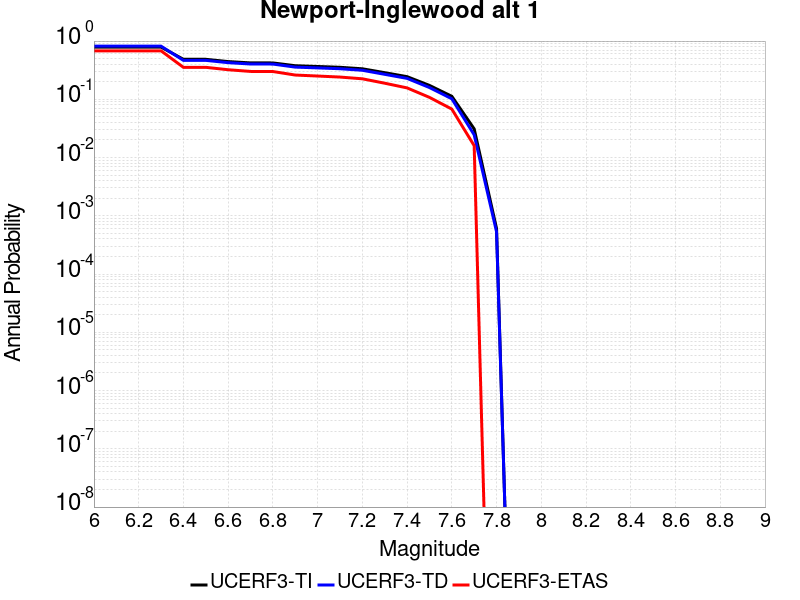 Newport-Inglewood alt 1
10^0
10^-1
10^-2
10^-3
10^-4
10^-5
10^-6
10^-7
10^-8
Annual Probability
6 6.2 6.4 6.6 6.8 7 7.2 7.4 7.6 7.8 8 8.2 8.4 8.6 8.8 9
Magnitude
UCERF3-TI UCERF3-TD UCERF3-ETAS